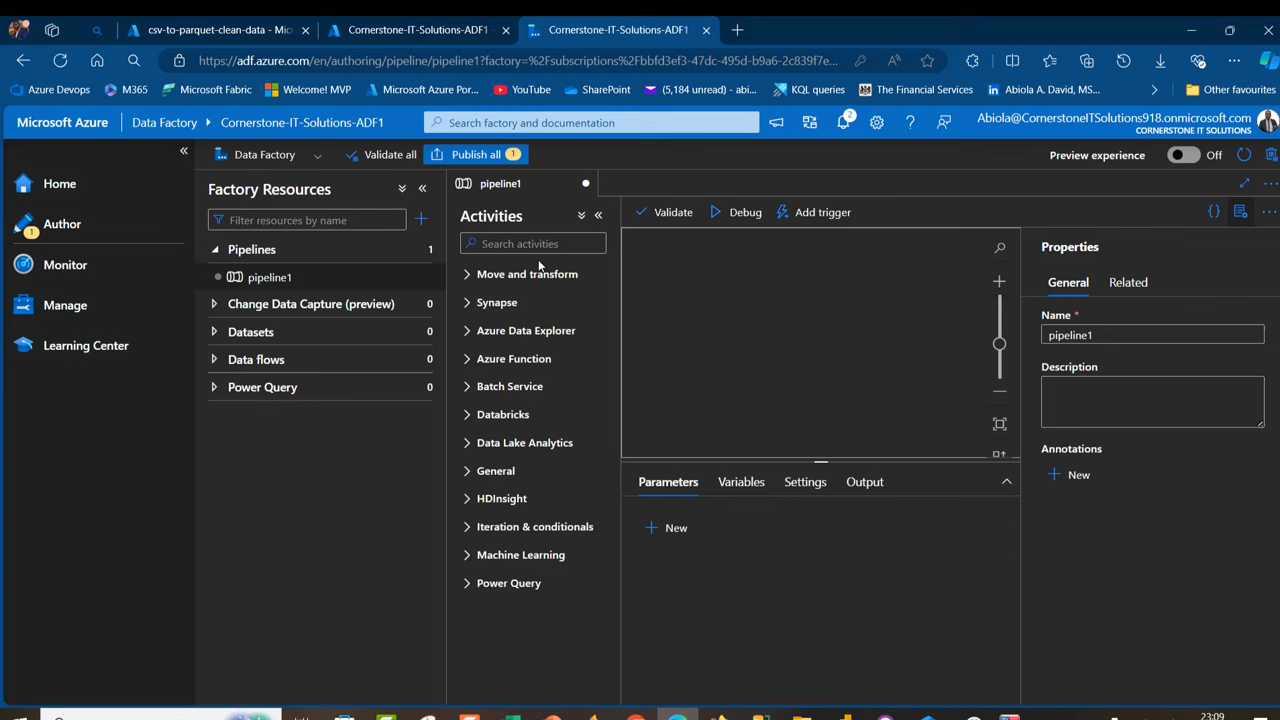 csv-to-parquet-clean-data - Micr
Cornerstone-IT-Solutions-ADF1 -
Cornerstone-IT-Solutions-ADF1 -
https://adf.azure.com/en/authoring/pipeline/pipeline1?factory=%2Fsubscriptions%2Fbbfd3ef3-47dc-495d-b9a6-2c839f7e...
Azure Devops
M365
Microsoft Fabric
Welcome! MVP
Microsoft Azure Por...
YouTube
SharePoint
(5,184 unread) - abi...
KQL queries
The Financial Services
Abiola A. David, MS...
Other favourites
Microsoft Azure
Data Factory
Cornerstone-IT-Solutions-ADF1
Search factory and documentation
2
Abiola@CornerstoneITSolutions918.onmicrosoft.com
CORNERSTONE IT SOLUTIONS
Data Factory
Validate all
Publish all 1
Preview experience
Off
Home
Author
1
Monitor
Manage
Learning Center
Factory Resources
Filter resources by name
Pipelines 1
pipeline1
Change Data Capture (preview) 0
Datasets 0
Data flows 0
Power Query 0
pipeline1
Activities
Search activities
Move and transform
Synapse
Azure Data Explorer
Azure Function
Batch Service
Databricks
Data Lake Analytics
General
HDInsight
Iteration & conditionals
Machine Learning
Power Query
Validate
Debug
Add trigger
Parameters
Variables
Settings
Output
New
Properties
General
Related
Name *
pipeline1
Description
Annotations
New
23:09